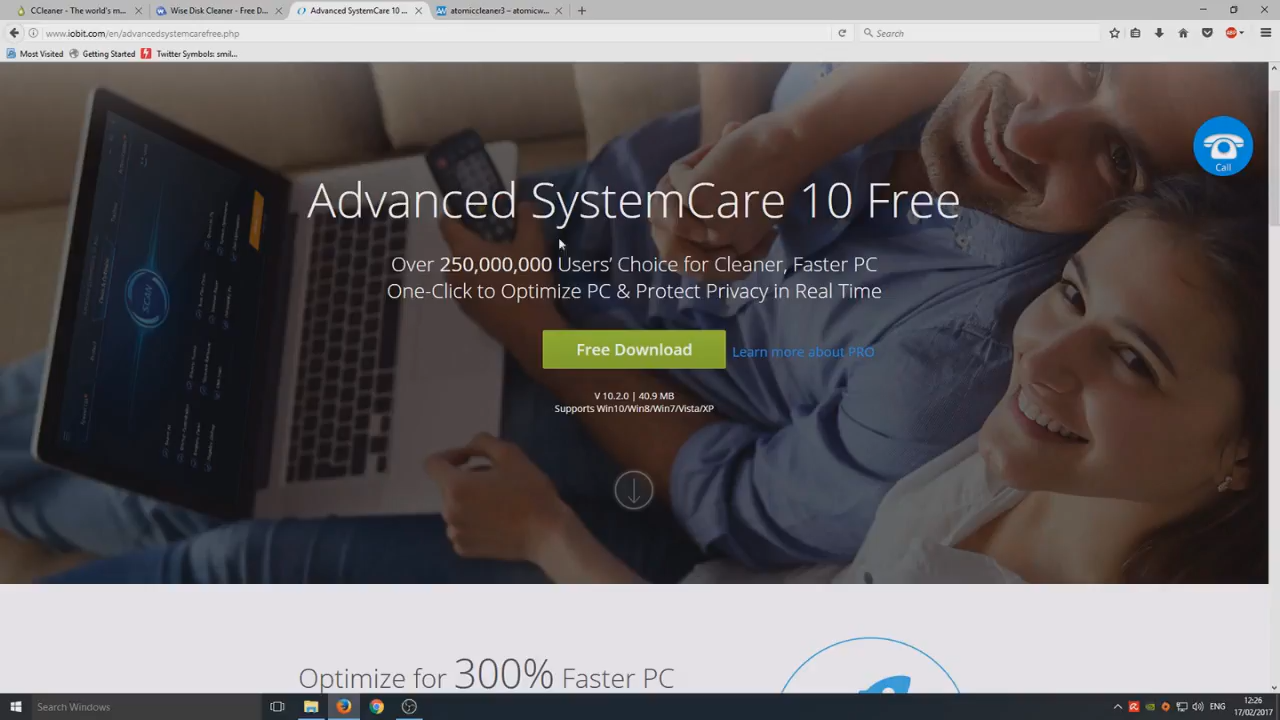 CCleaner - The world's m...
Wise Disk Cleaner - Free D...
Advanced SystemCare 10 ...
atomiccleaner3 – atomicw...
www.iobit.com/en/advancedsystemcarefree.php
Search
Most Visited
Getting Started
Twitter Symbols: smil...
Call
Advanced SystemCare 10 Free
Over 250,000,000 Users' Choice for Cleaner, Faster PC
One-Click to Optimize PC & Protect Privacy in Real Time
Free Download
Learn more about PRO
V 10.2.0 | 40.9 MB
Supports Win10/Win8/Win7/Vista/XP
SCAN
Optimize for 300% Faster PC
Search Windows
ENG
12:26
17/02/2017